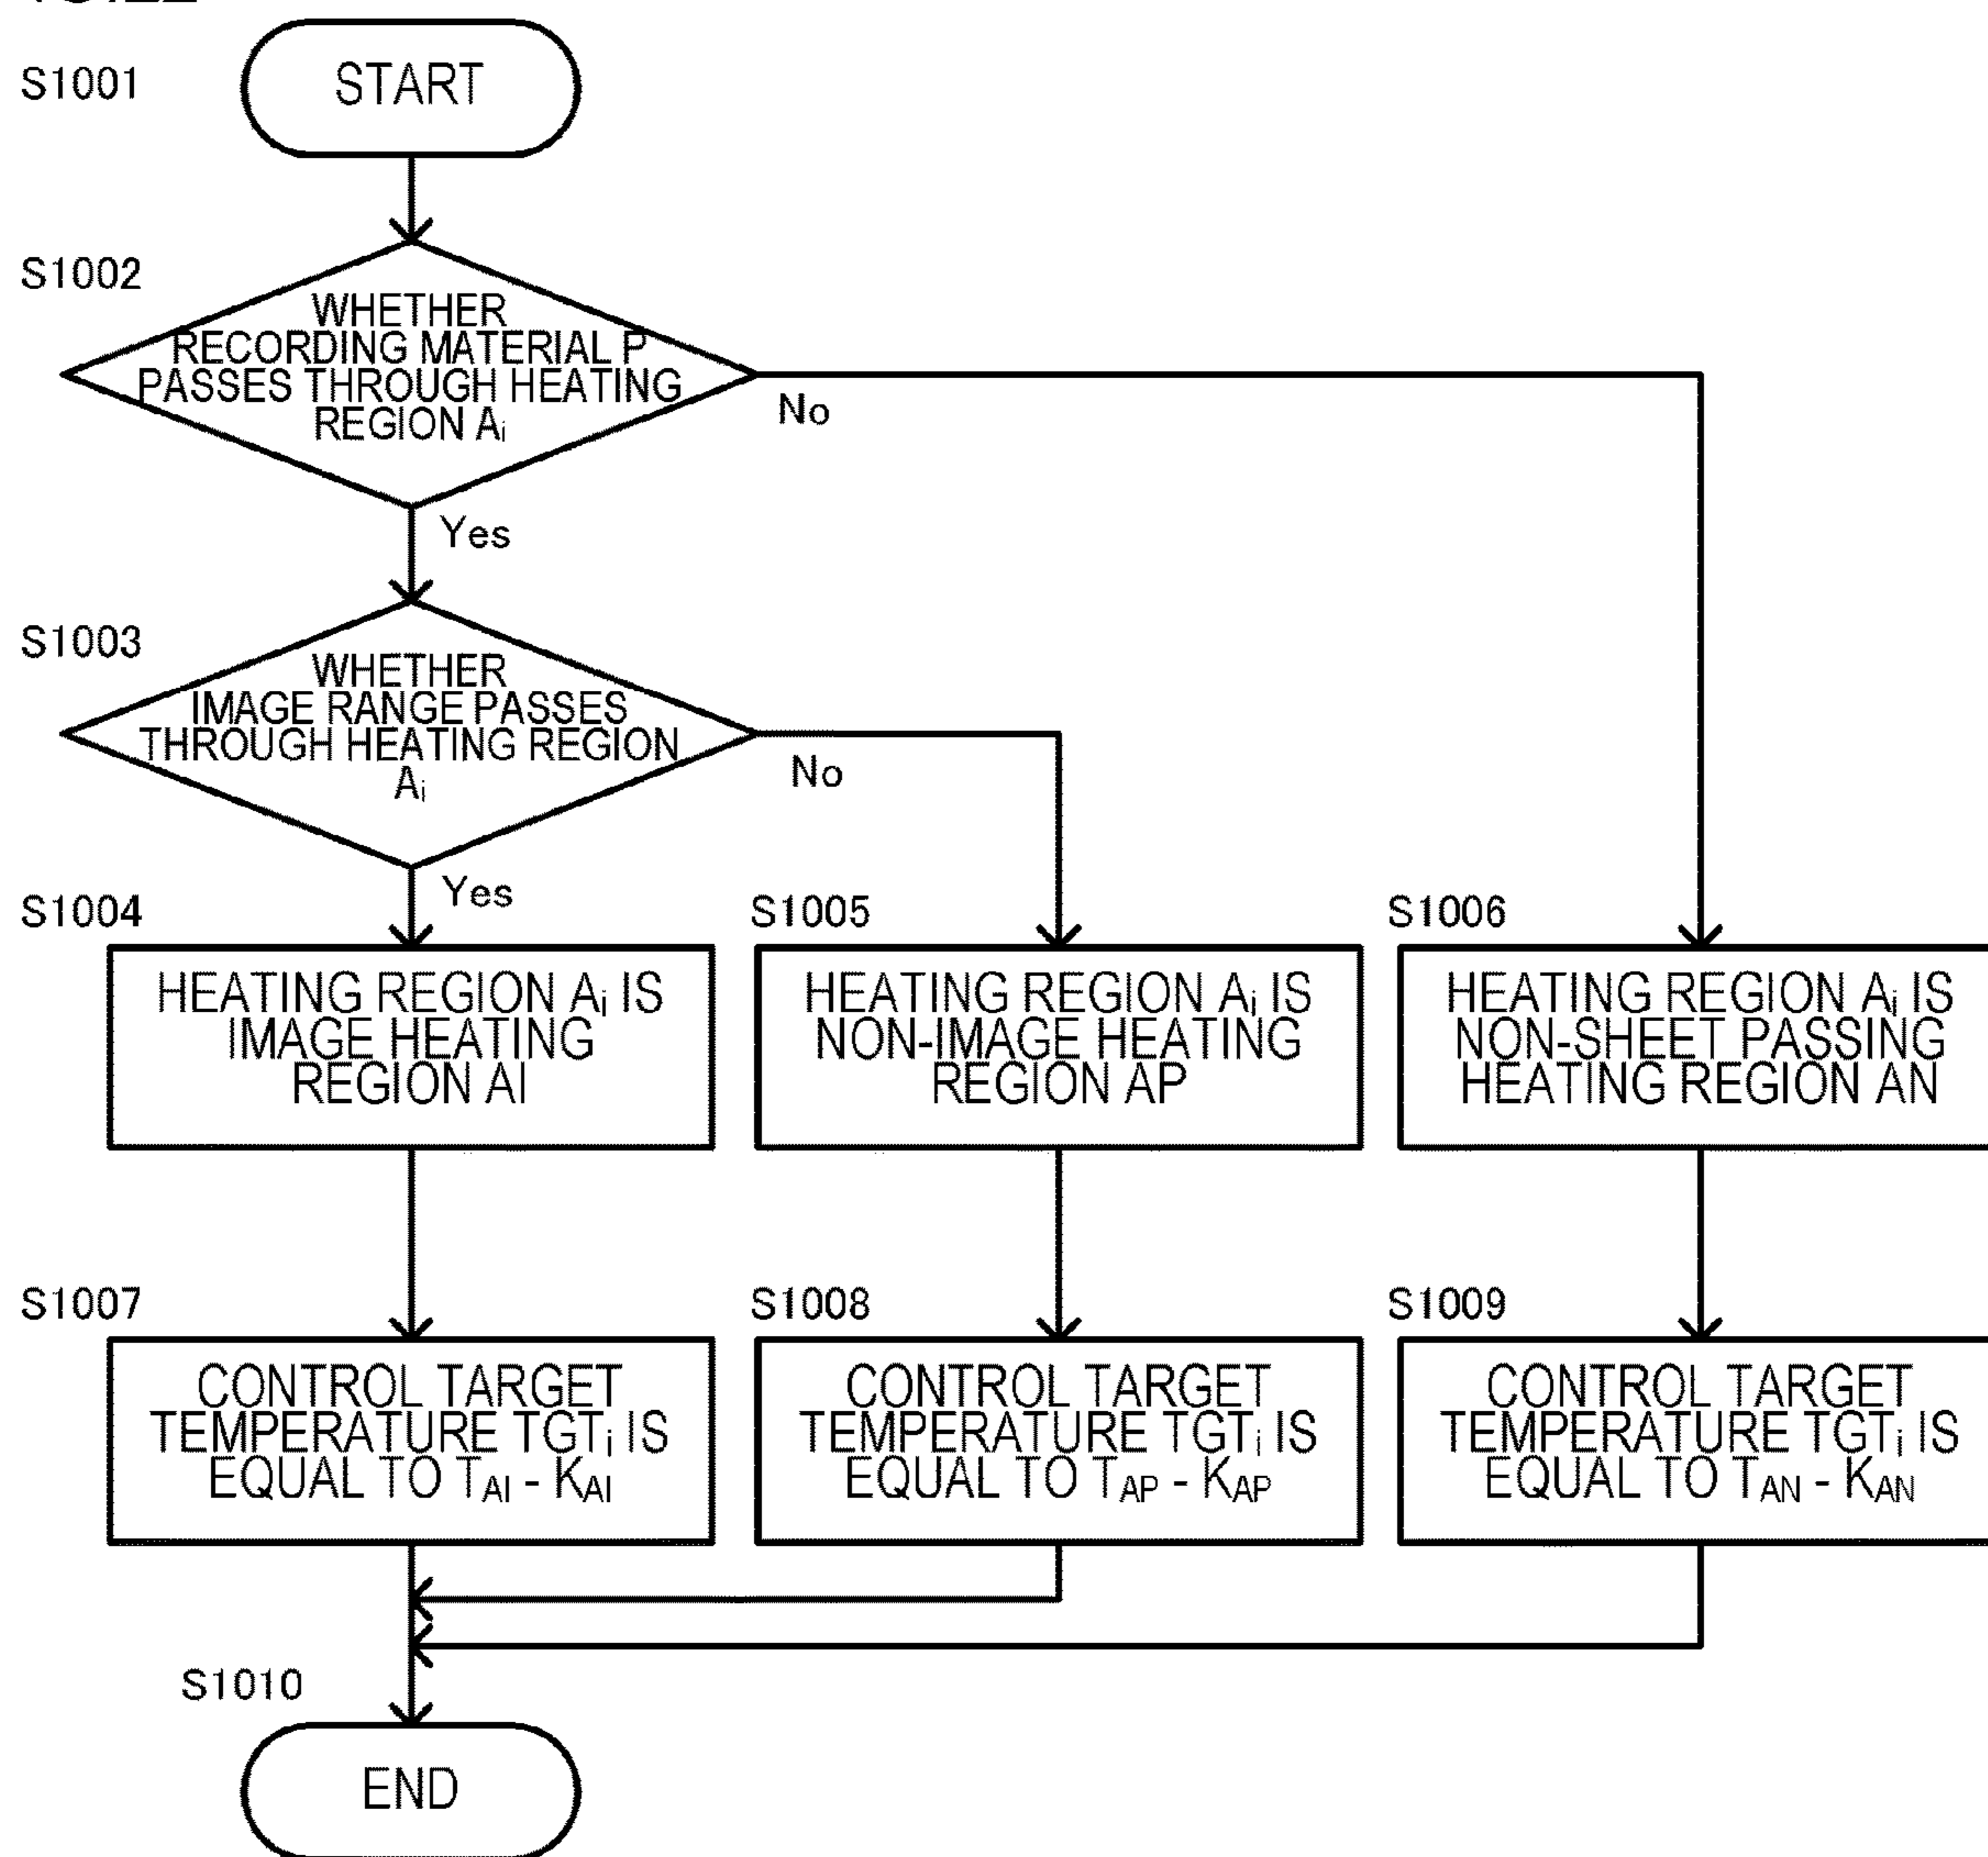 S1001
START
S1002
WHETHER
RECORDING MATERIAL P
PASSES THROUGH HEATING
REGION Ai
No
Yes
S1003
WHETHER
IMAGE RANGE PASSES
THROUGH HEATING REGION
Ai
No
Yes
S1004
HEATING REGION Ai IS
IMAGE HEATING
REGION AI
S1005
HEATING REGION Ai IS
NON-IMAGE HEATING
REGION AP
S1006
HEATING REGION Ai IS
NON-SHEET PASSING
HEATING REGION AN
S1007
CONTROL TARGET
TEMPERATURE TGTi IS
EQUAL TO TAI - KAI
S1008
CONTROL TARGET
TEMPERATURE TGTi IS
EQUAL TO TAP - KAP
S1009
CONTROL TARGET
TEMPERATURE TGTi IS
EQUAL TO TAN - KAN
S1010
END